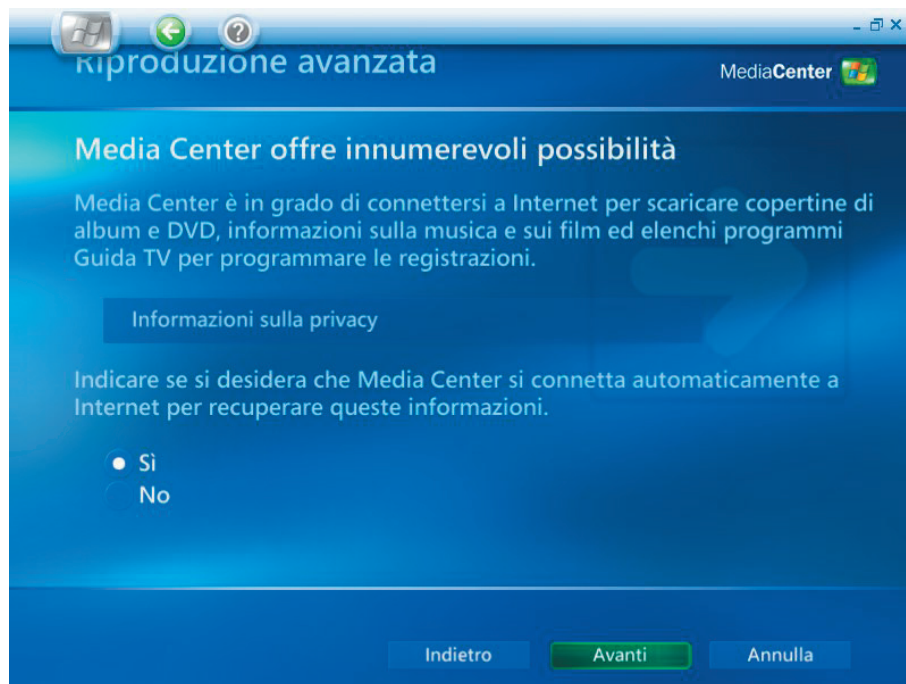 Riproduzione avanzata
MediaCenter
Media Center offre innumerevoli possibilità
Media Center è in grado di connettersi a Internet per scaricare copertine di
album e DVD, informazioni sulla musica e sui film ed elenchi programmi
Guida TV per programmare le registrazioni.
Informazioni sulla privacy
Indicare se si desidera che Media Center si connetta automaticamente a
Internet per recuperare queste informazioni.
Sì
No
Indietro
Avanti
Annulla